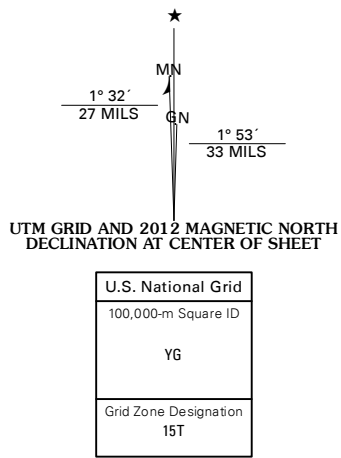 ★
MN
1° 32´
27 MILS
GN
1° 53´
33 MILS
UTM GRID AND 2012 MAGNETIC NORTH
DECLINATION AT CENTER OF SHEET
U.S. National Grid
100,000-m Square ID
YG
Grid Zone Designation
15T